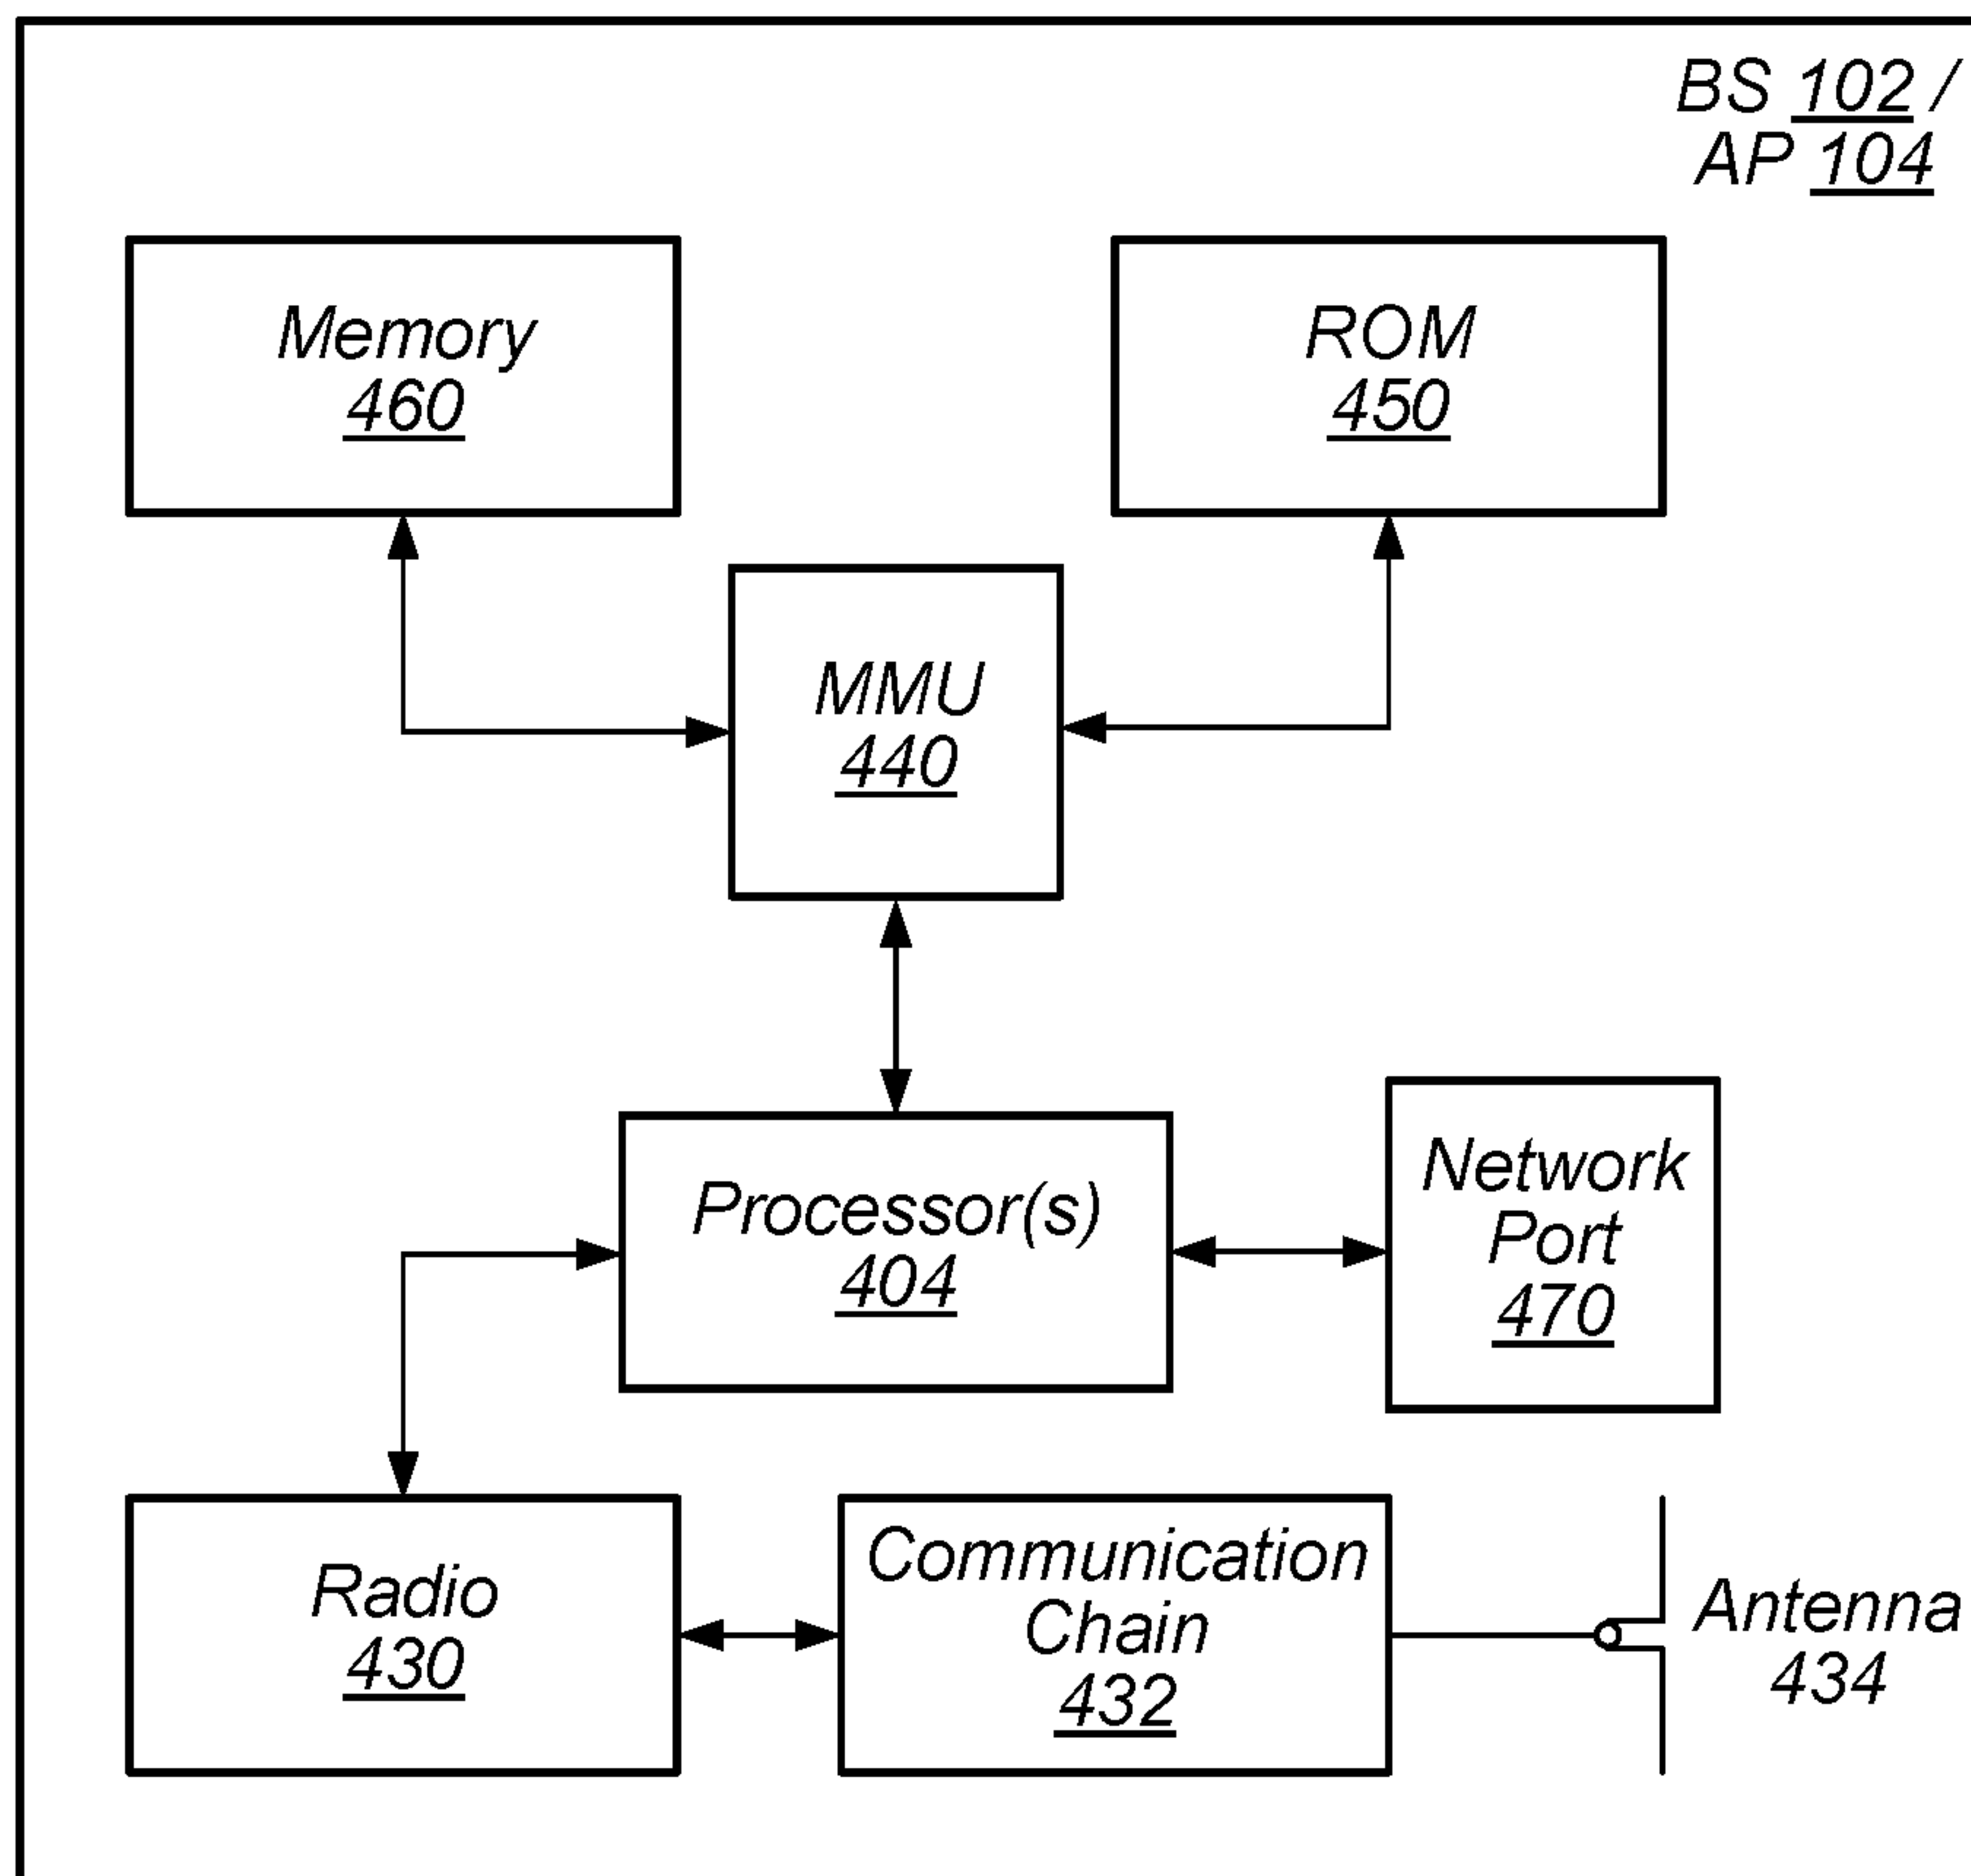 BS 102 /
AP 104
Memory
460
ROM
450
MMU
440
Processor(s)
404
Network
Port
470
Radio
430
Communication
Chain
432
Antenna
434